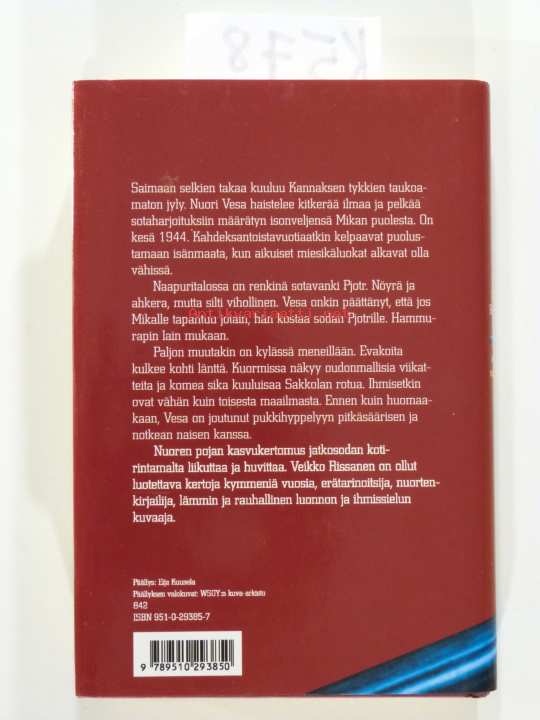 K578
Saimaan selkien takaa kuuluu Kannaksen tykkien taukoa-
maton jyly. Nuori Vesa haistelee kitkerää ilmaa ja pelkää
sotaharjoituksiin määrätyn isonveljensä Mikan puolesta. On
kesä 1944. Kahdeksantoistavuotiaatkin kelpaavat puolus-
tamaan isänmaata, kun aikuiset miesikäluokat alkavat olla
vähissä.
Naapuritalossa on renkinä sotavanki Pjotr. Nöyrä ja
ahkera, mutta silti vihollinen. Vesa onkin päättänyt, että jos
Mikalle tapahtuu jotain, hän kostaa sodan Pjotrille. Hammu-
rapin lain mukaan.
Paljon muutakin on kylässä meneillään. Evakoita
kulkee kohti länttä. Kuormissa näkyy oudonmallisia viikat-
teita ja komea sika kuuluisaa Sakkolan rotua. Ihmisetkin
ovat vähän kuin toisesta maailmasta. Ennen kuin huomaa-
kaan, Vesa on joutunut pukkihyppelyyn pitkäsäärisen ja
notkean naisen kanssa.
Nuoren pojan kasvukertomus jatkosodan koti-
rintamalta liikuttaa ja huvittaa. Veikko Rissanen on ollut
luotettava kertoja kymmeniä vuosia, erätarinoitsija, nuorten-
kirjailija, lämmin ja rauhallinen luonnon ja ihmissielun
kuvaaja.
Päällys: Eija Kuusela
Päällyksen valokuvat: WSOY:n kuva-arkisto
842
ISBN 951-0-29385-7
9 789510 293850